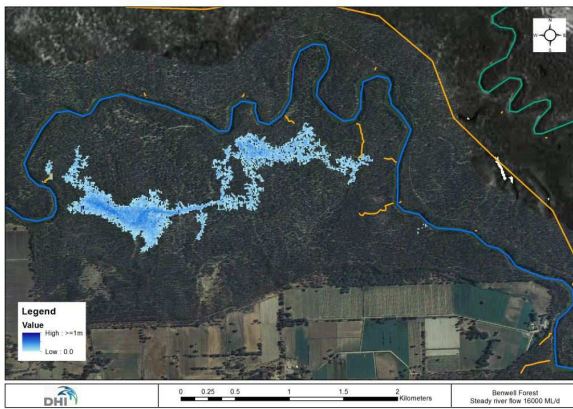 N
W
E
S
Legend
Value
High : >=1m
Low : 0.0
DHI
0 0.25 0.5 1 1.5 2
Kilometers
Benwell Forest
Steady river flow 16000 ML/d